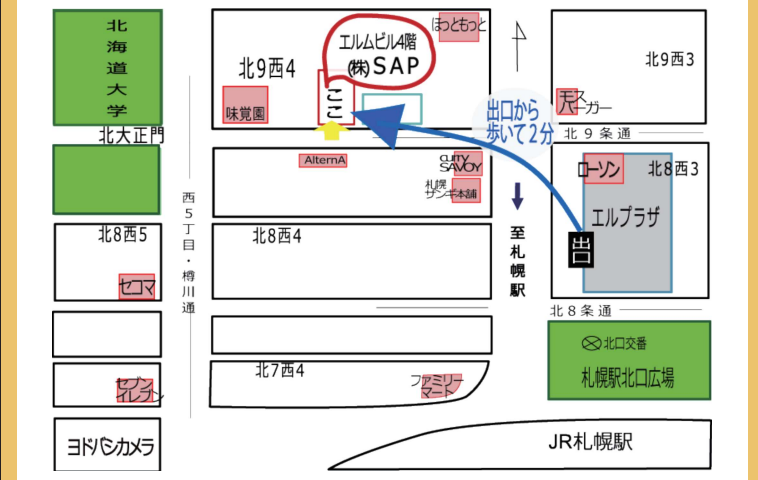 北海道大学
北大正門
北9西4
エルムビル4階
㈱SAP
ほっともっと
味覚園
ここ
北9西3
モス
バーガー
出口から
歩いて2分
北9条通
AlternA
curry
SAVOY
札幌
ザンギ本舗
ローソン
北8西3
エルプラザ
出口
西5丁目・樽川通
北8西5
北8西4
至札幌駅
セコマ
北8条通
北口交番
札幌駅北口広場
北7西4
セブン
イレブン
ファミリー
マート
ヨドバシカメラ
JR札幌駅